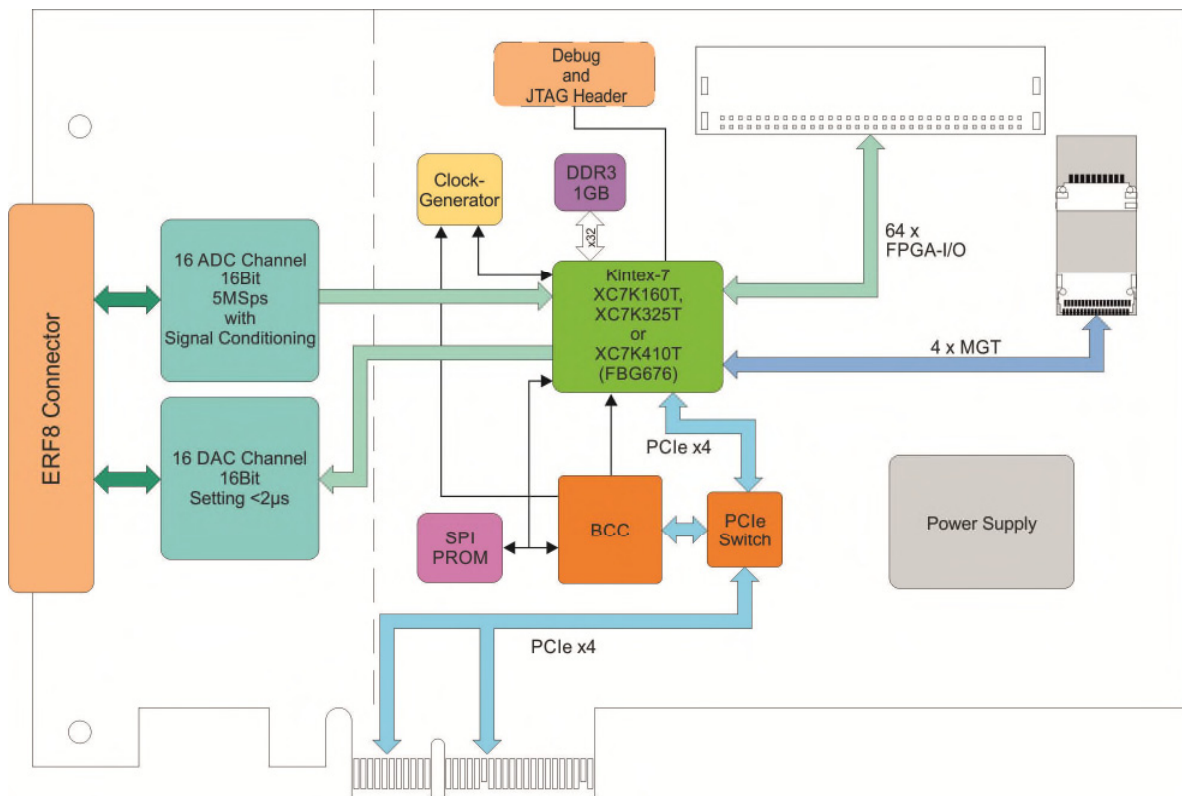 Debug
and
JTAG Header
Clock-
Generator
DDR3
1GB
x32
64 x
FPGA-I/O
ERF8 Connector
16 ADC Channel
16Bit
5MSps
with
Signal Conditioning
Kintex-7
XC7K160T,
XC7K325T
or
XC7K410T
(FBG676)
4 x MGT
PCIe x4
16 DAC Channel
16Bit
Setting <2µs
SPI
PROM
BCC
PCIe
Switch
Power Supply
PCIe x4